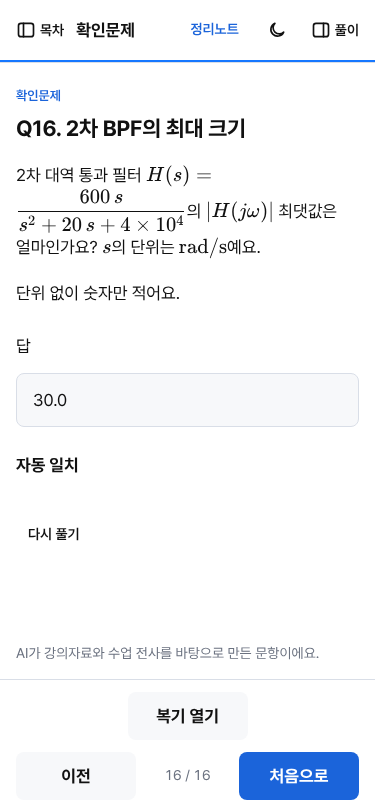 목차 확인문제 정리노트 풀이
확인문제
Q16. 2차 BPF의 최대 크기
2차 대역 통과 필터 H(s) =
600 s / (s² + 20 s + 4 × 10⁴) 의 |H(jω)| 최댓값은
얼마인가요? s의 단위는 rad/s예요.
단위 없이 숫자만 적어요.
답
30.0
자동 일치
다시 풀기
AI가 강의자료와 수업 전사를 바탕으로 만든 문항이에요.
복기 열기
이전 16 / 16 처음으로